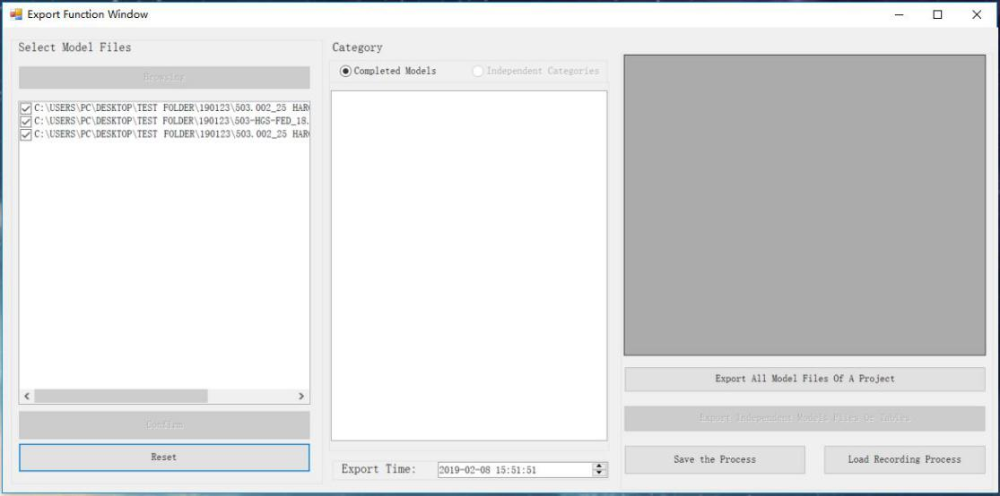 Export Function Window
Select Model Files
Browsing
C:\USERS\PC\DESKTOP\TEST FOLDER\190123\503.002_25 HAR
C:\USERS\PC\DESKTOP\TEST FOLDER\190123\503-HGS-FED_18.
C:\USERS\PC\DESKTOP\TEST FOLDER\190123\503.002_25 HAR
Confirm
Reset
Category
Completed Models
Independent Categories
Export Time:
2019-02-08 15:51:51
Export All Model Files Of A Project
Export Independent Models Files Or Tables
Save the Process
Load Recording Process